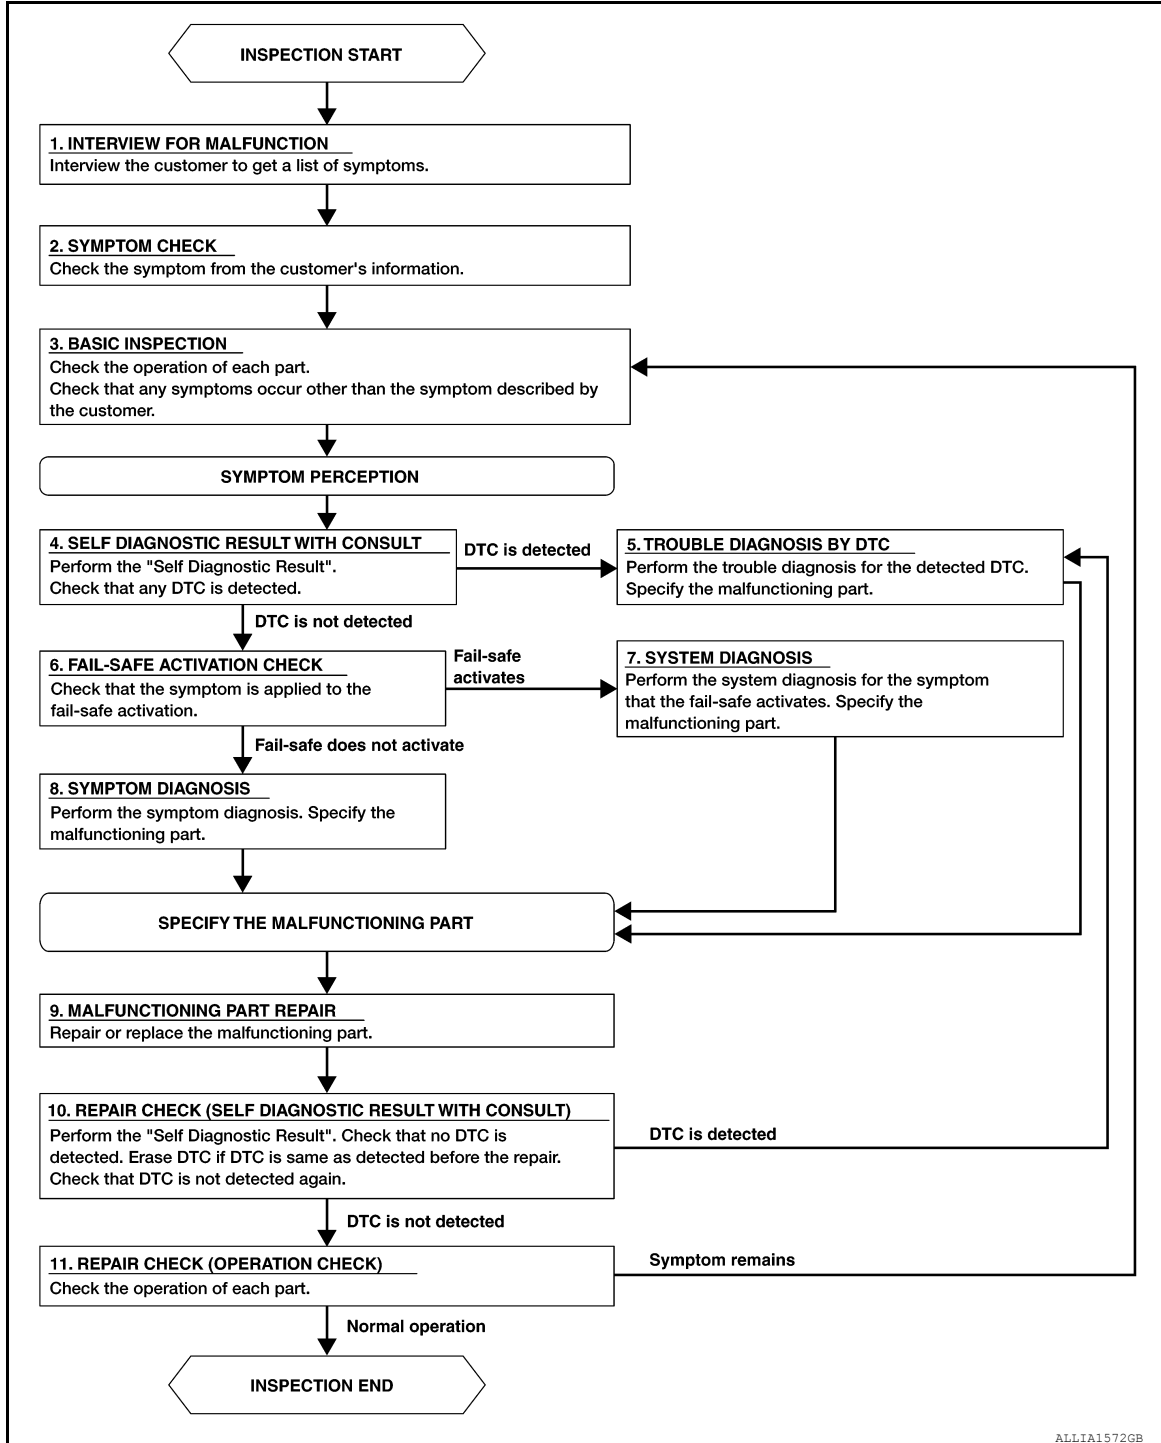 INSPECTION START
1. INTERVIEW FOR MALFUNCTION
Interview the customer to get a list of symptoms.
2. SYMPTOM CHECK
Check the symptom from the customer's information.
3. BASIC INSPECTION
Check the operation of each part.
Check that any symptoms occur other than the symptom described by
the customer.
SYMPTOM PERCEPTION
4. SELF DIAGNOSTIC RESULT WITH CONSULT
Perform the "Self Diagnostic Result".
Check that any DTC is detected.
DTC is detected
5. TROUBLE DIAGNOSIS BY DTC
Perform the trouble diagnosis for the detected DTC.
Specify the malfunctioning part.
DTC is not detected
6. FAIL-SAFE ACTIVATION CHECK
Check that the symptom is applied to the
fail-safe activation.
Fail-safe
activates
7. SYSTEM DIAGNOSIS
Perform the system diagnosis for the symptom
that the fail-safe activates. Specify the
malfunctioning part.
Fail-safe does not activate
8. SYMPTOM DIAGNOSIS
Perform the symptom diagnosis. Specify the
malfunctioning part.
SPECIFY THE MALFUNCTIONING PART
9. MALFUNCTIONING PART REPAIR
Repair or replace the malfunctioning part.
10. REPAIR CHECK (SELF DIAGNOSTIC RESULT WITH CONSULT)
Perform the "Self Diagnostic Result". Check that no DTC is
detected. Erase DTC if DTC is same as detected before the repair.
Check that DTC is not detected again.
DTC is detected
DTC is not detected
11. REPAIR CHECK (OPERATION CHECK)
Check the operation of each part.
Symptom remains
Normal operation
INSPECTION END
ALLIA1572GB